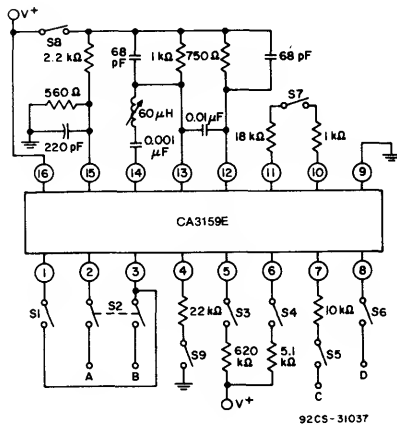 V+
S8
2.2 kΩ
68 pF
1 kΩ
750 Ω
68 pF
560 Ω
60 μH
0.01 μF
S7
220 pF
0.001 μF
18 kΩ
1 kΩ
16 15 14 13 12 11 10 9
CA3159E
1 2 3 4 5 6 7 8
S1 S2 22 kΩ S3 S4 10 kΩ S6
A B S9 620 kΩ 5.1 kΩ S5 C D
V+
92CS-31037